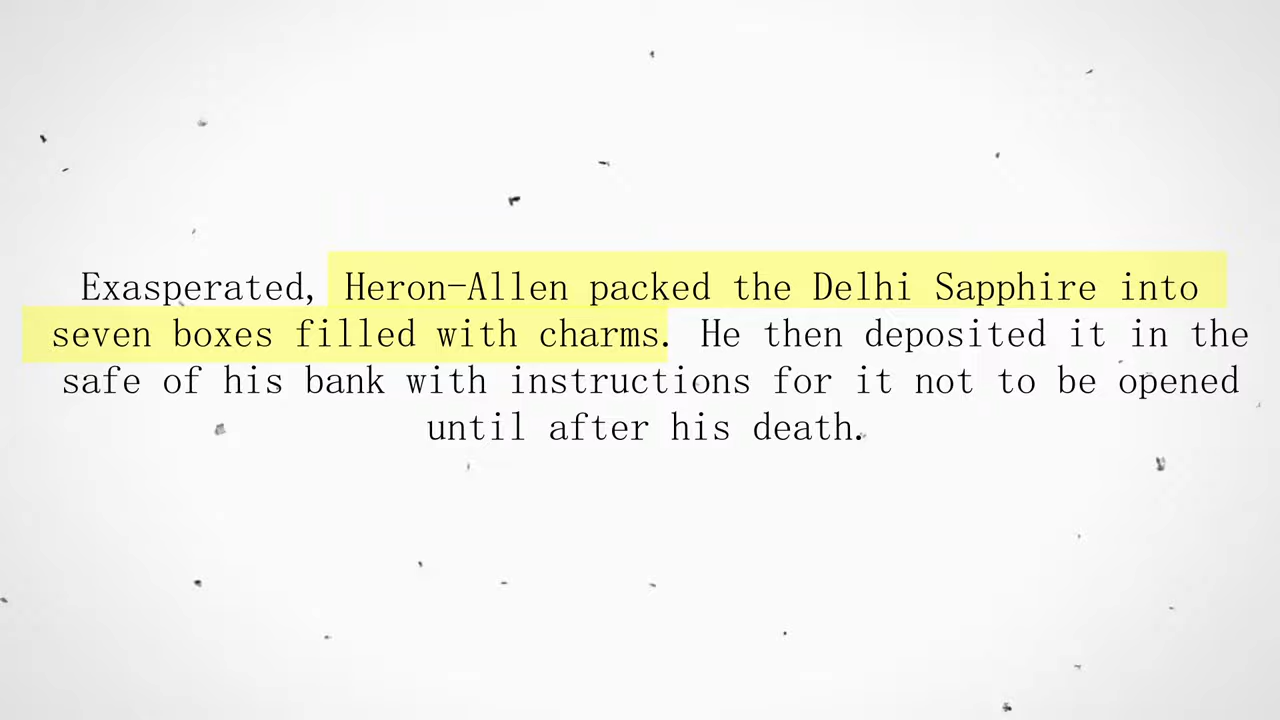 Exasperated, Heron-Allen packed the Delhi Sapphire into
seven boxes filled with charms. He then deposited it in the
safe of his bank with instructions for it not to be opened
until after his death.